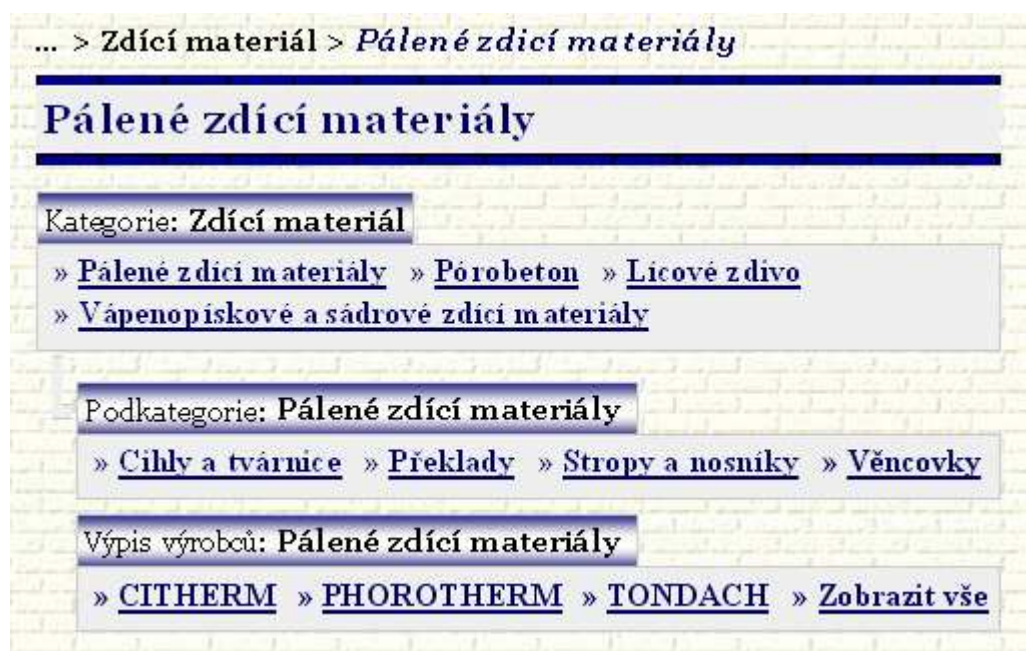 ... > Zdící materiál > Pálené zdicí materiály
Pálené zdící materiály
Kategorie: Zdící materiál
» Pálené zdící materiály » Pórobeton » Lícové zdivo
» Vápenopískové a sádrové zdící materiály
Podkategorie: Pálené zdící materiály
» Cihly a tvárnice » Překlady » Stropy a nosníky » Věncovky
Výpis výrobců: Pálené zdící materiály
» CITHERM » PHOROTHERM » TONDACH » Zobrazit vše